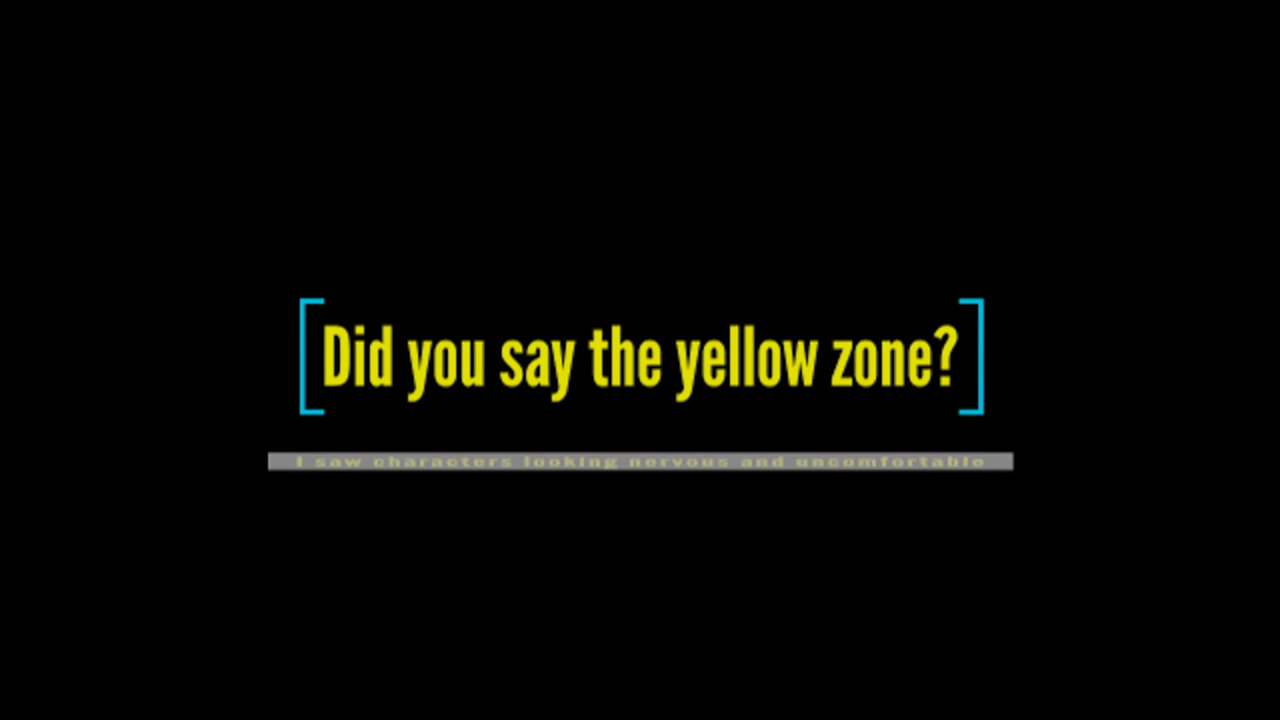 Did you say the yellow zone?
I saw characters looking nervous and uncomfortable